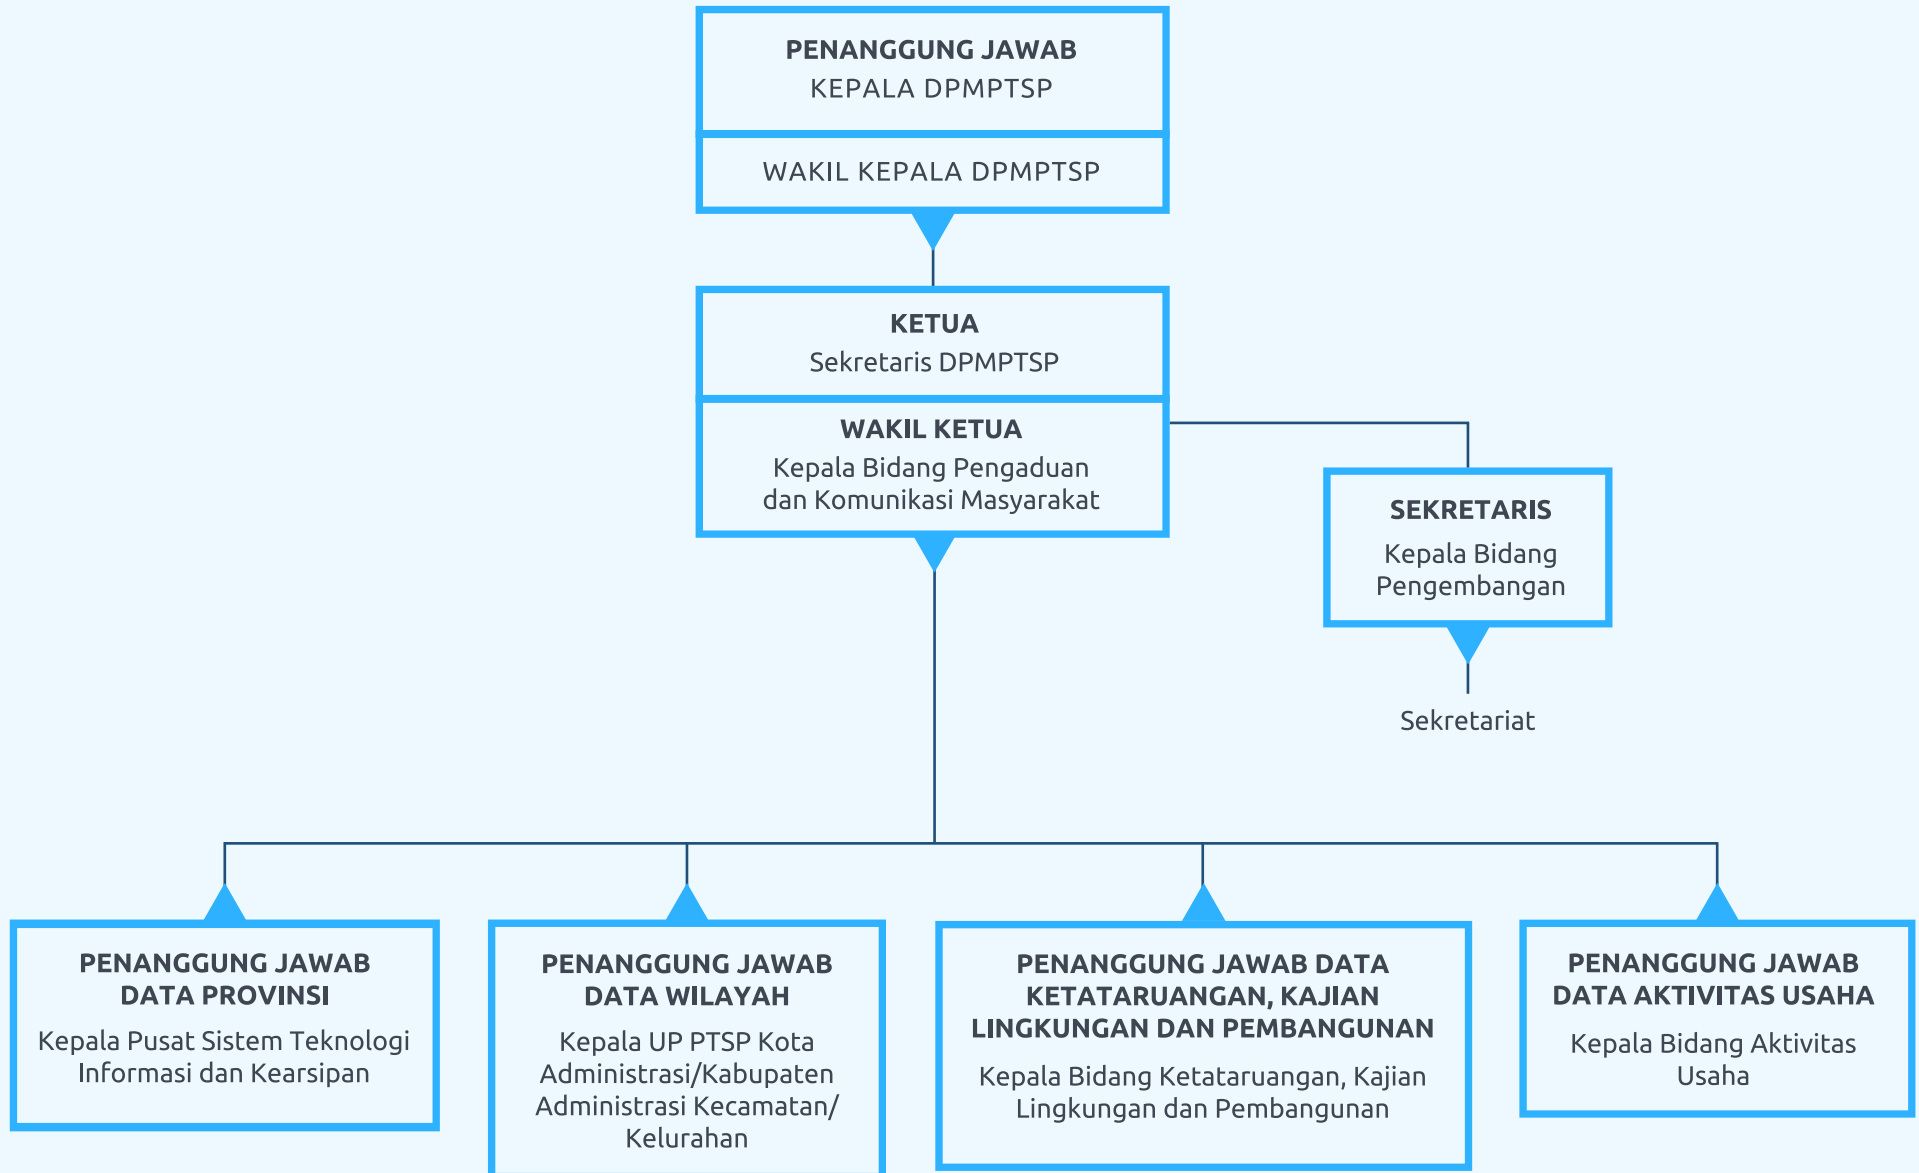 PENANGGUNG JAWAB
KEPALA DPMPTSP
WAKIL KEPALA DPMPTSP
KETUA
Sekretaris DPMPTSP
WAKIL KETUA
Kepala Bidang Pengaduan
dan Komunikasi Masyarakat
SEKRETARIS
Kepala Bidang
Pengembangan
Sekretariat
PENANGGUNG JAWAB
DATA PROVINSI
Kepala Pusat Sistem Teknologi
Informasi dan Kearsipan
PENANGGUNG JAWAB
DATA WILAYAH
Kepala UP PTSP Kota
Administrasi/Kabupaten
Administrasi Kecamatan/
Kelurahan
PENANGGUNG JAWAB DATA
KETATARUANGAN, KAJIAN
LINGKUNGAN DAN PEMBANGUNAN
Kepala Bidang Ketataruangan, Kajian
Lingkungan dan Pembangunan
PENANGGUNG JAWAB
DATA AKTIVITAS USAHA
Kepala Bidang Aktivitas
Usaha